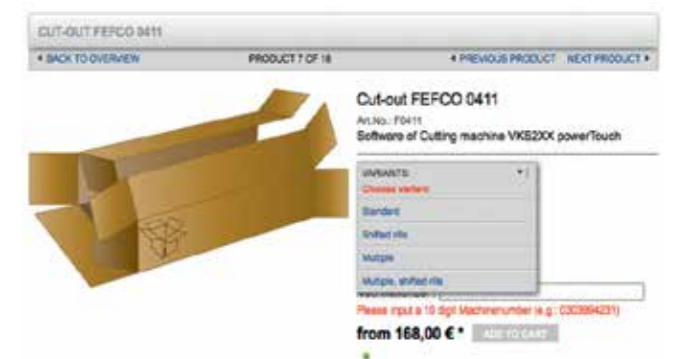 CUT-OUT FEFCO 0411
BACK TO OVERVIEW
PRODUCT 7 OF 18
PREVIOUS PRODUCT
NEXT PRODUCT
Cut-out FEFCO 0411
Art.No.: F0411
Software of Cutting machine VKS2XX powerTouch
VARIANTS:
Choose variant
Standard
Shifted rills
Multiple
Multiple, shifted rills
Please input a 10 digit Machinenumber (e.g.: 0303994231)
from 168,00 € *
ADD TO CART